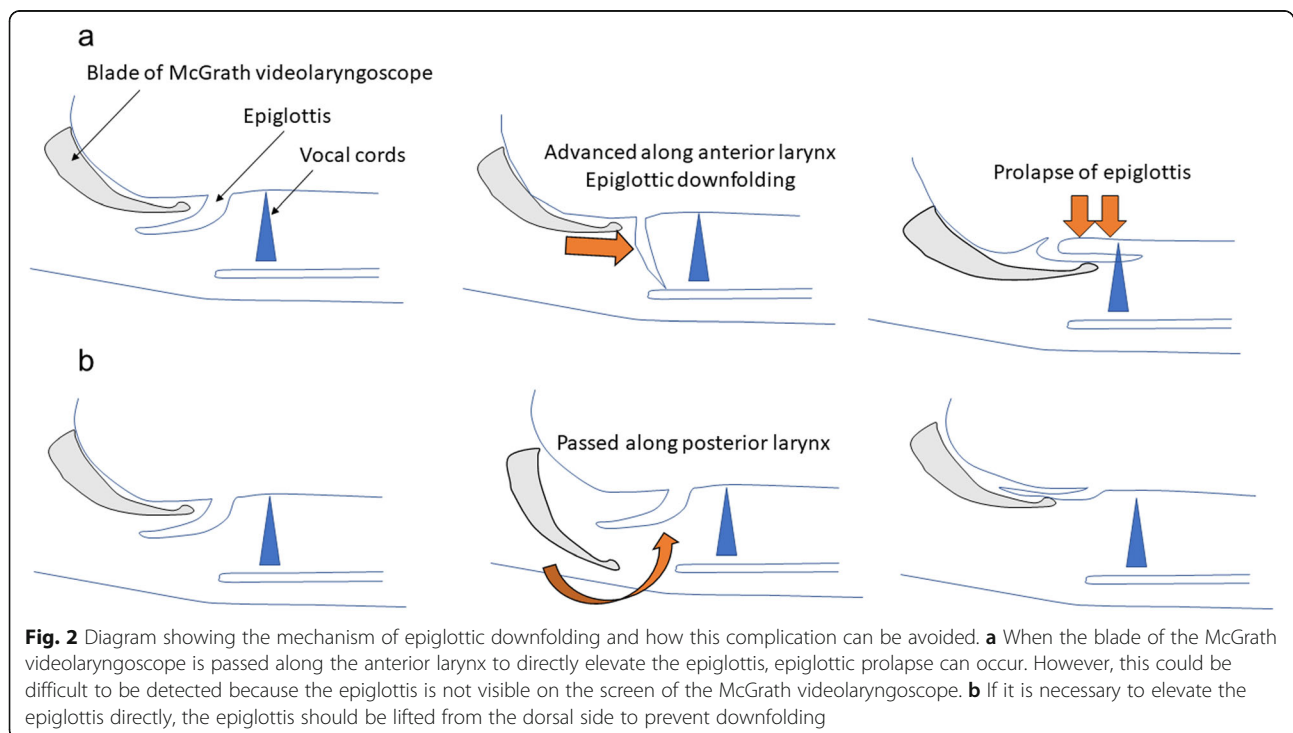 a
Blade of McGrath videolaryngoscope
Epiglottis
Vocal cords
Advanced along anterior larynx
Epiglottic downfolding
Prolapse of epiglottis
b
Passed along posterior larynx
Fig. 2 Diagram showing the mechanism of epiglottic downfolding and how this complication can be avoided. a When the blade of the McGrath
videolaryngoscope is passed along the anterior larynx to directly elevate the epiglottis, epiglottic prolapse can occur. However, this could be
difficult to be detected because the epiglottis is not visible on the screen of the McGrath videolaryngoscope. b If it is necessary to elevate the
epiglottis directly, the epiglottis should be lifted from the dorsal side to prevent downfolding